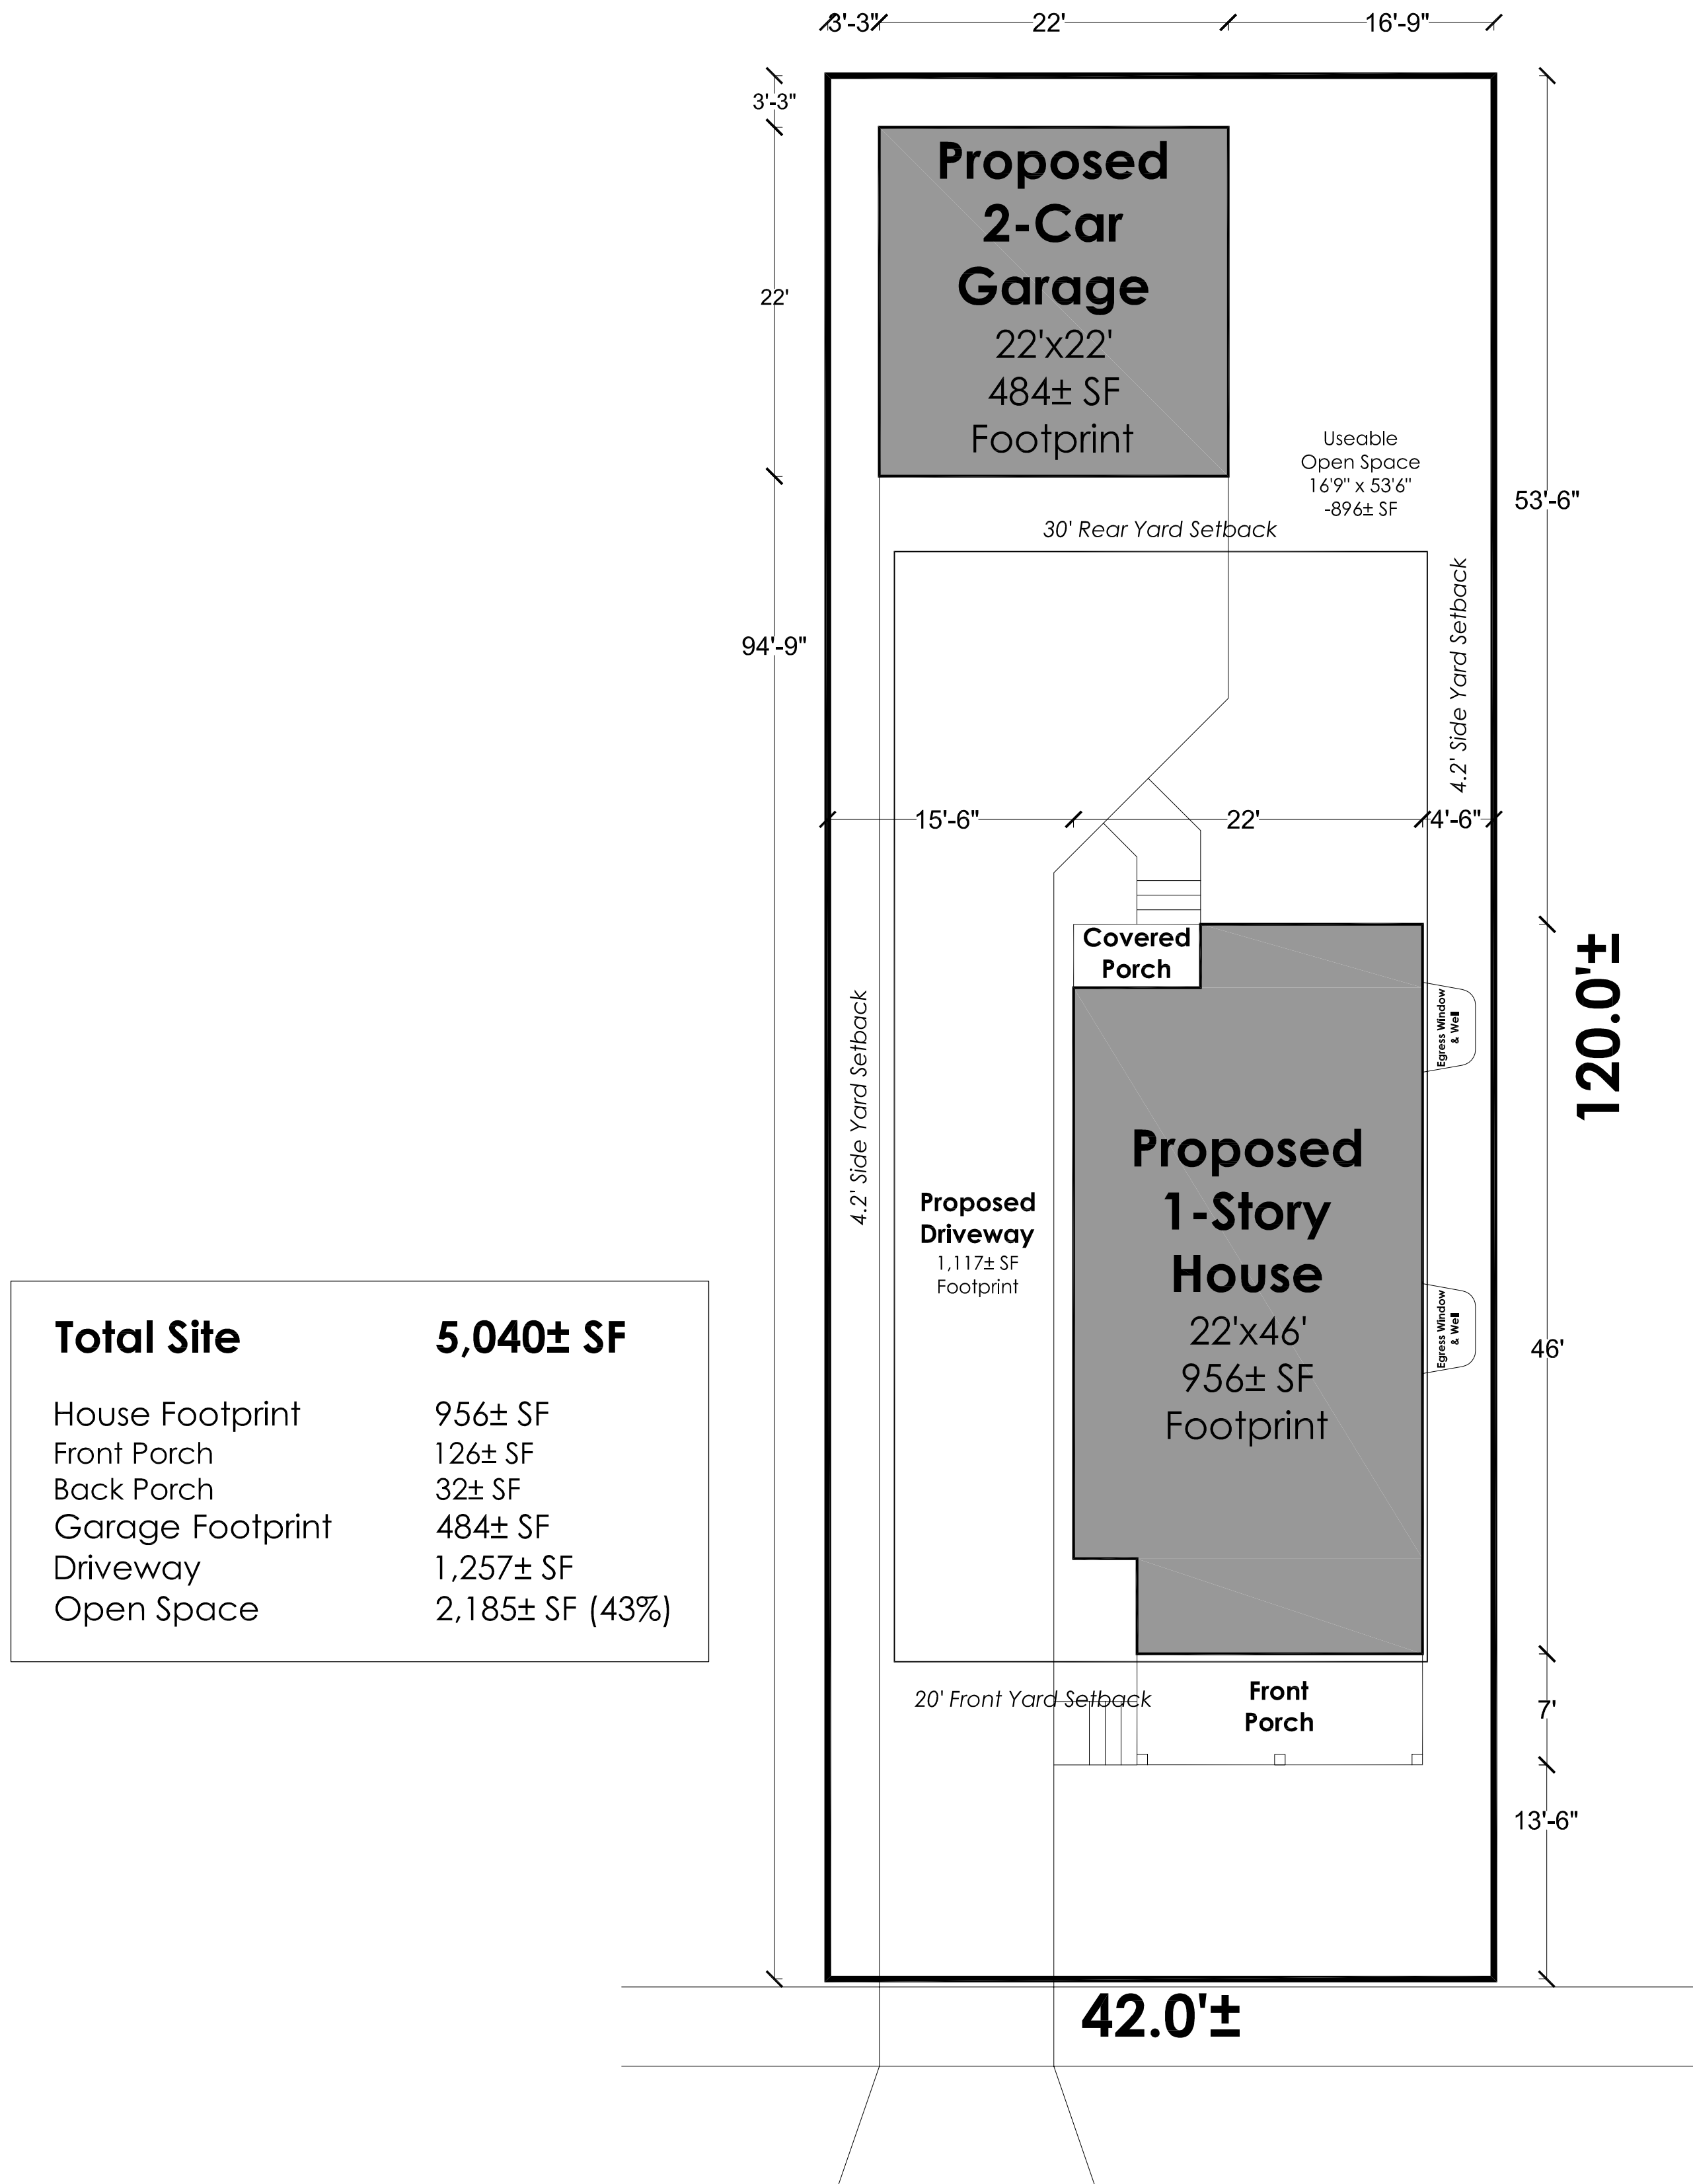 3'-3" 22' 16'-9"
3'-3"
Proposed
2-Car
Garage
22'x22'
484± SF
Footprint
22'
Useable
Open Space
16'9" x 53'6"
-896± SF
53'-6"
30' Rear Yard Setback
94'-9"
4.2' Side Yard Setback
15'-6" 22' 4'-6"
Covered
Porch
120.0'±
Egress Window
& Well
4.2' Side Yard Setback
Proposed
Driveway
1,117± SF
Footprint
Proposed
1-Story
House
22'x46'
956± SF
Footprint
Egress Window
& Well
46'
Total Site 5,040± SF
House Footprint 956± SF
Front Porch 126± SF
Back Porch 32± SF
Garage Footprint 484± SF
Driveway 1,257± SF
Open Space 2,185± SF (43%)
20' Front Yard Setback
Front
Porch
7'
13'-6"
42.0'±